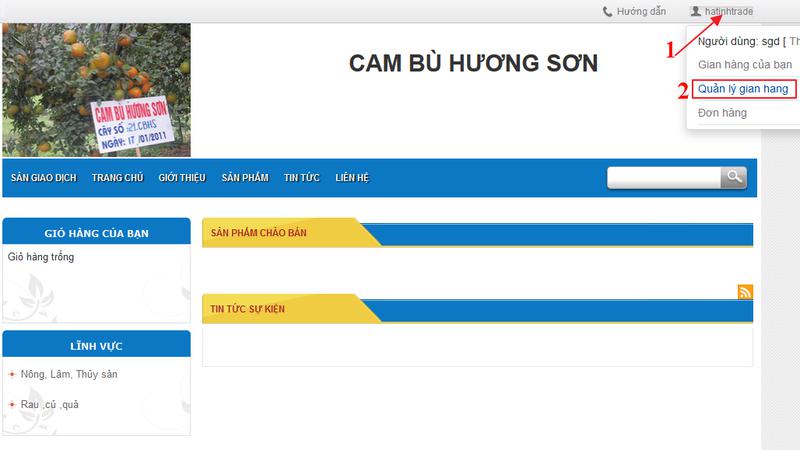 Hướng dẫn
hatinhtrade
1
Người dùng: sgd [ Th
Gian hàng của bạn
2
Quản lý gian hang
Đơn hàng
CAM BÙ HƯƠNG SƠN
CAM BÙ HƯƠNG SƠN
CÂY SỐ :21.CBHS
NGÀY: 17/01/2011
SÀN GIAO DỊCH TRANG CHỦ GIỚI THIỆU SẢN PHẨM TIN TỨC LIÊN HỆ
GIỎ HÀNG CỦA BẠN
Giỏ hàng trống
SẢN PHẨM CHÀO BÁN
TIN TỨC SỰ KIỆN
LĨNH VỰC
Nông, Lâm, Thủy sản
Rau ,củ ,quả